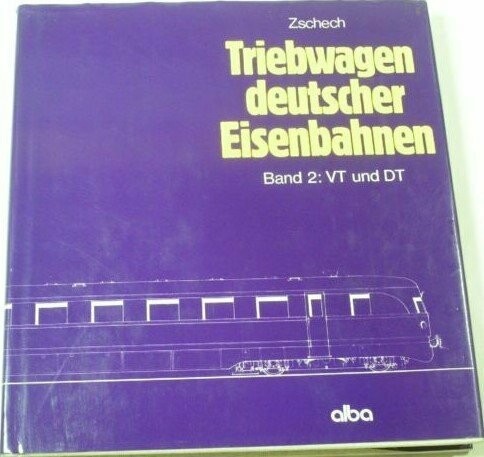 Zschech
Triebwagen
deutscher
Eisenbahnen
Band 2: VT und DT
alba